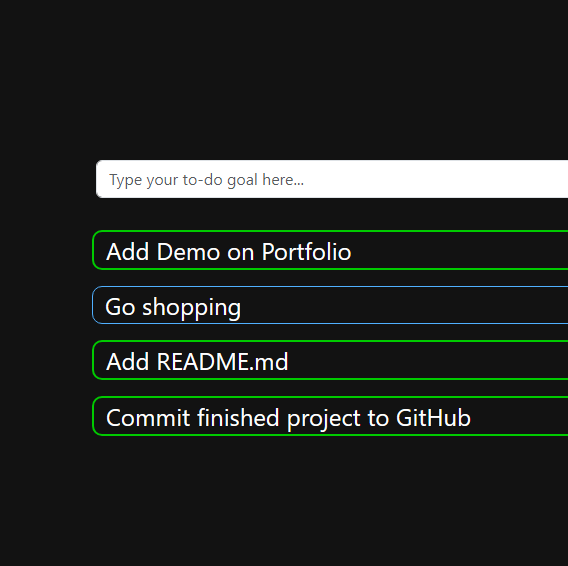 Type your to-do goal here...
Add Demo on Portfolio
Go shopping
Add README.md
Commit finished project to GitHub